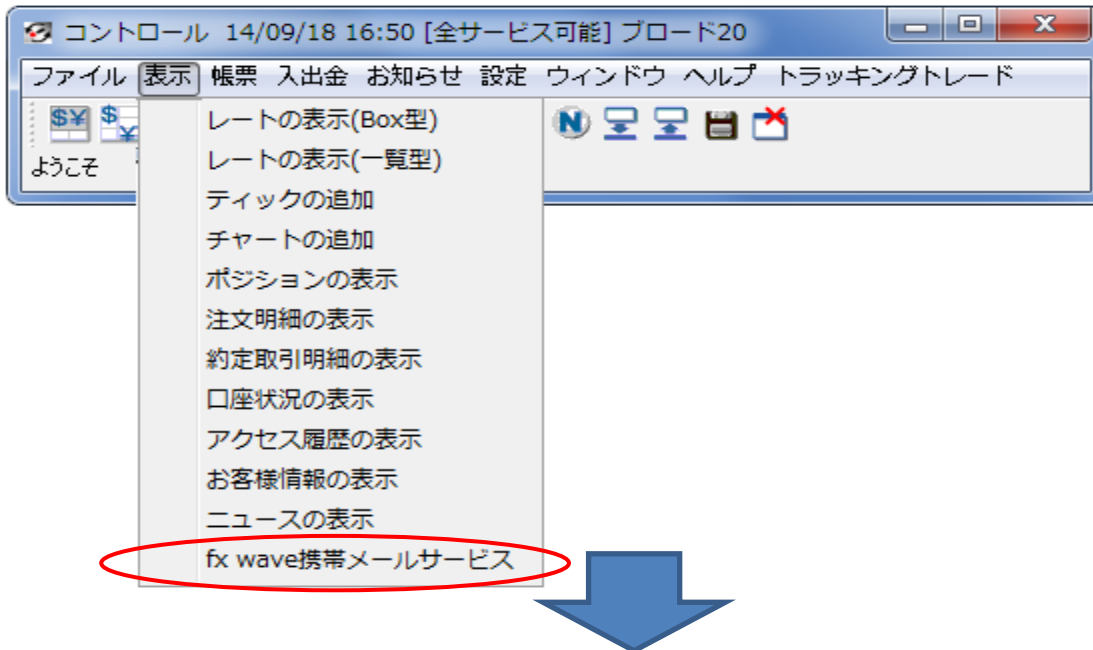 コントロール 14/09/18 16:50 [全サービス可能] ブロード20
ファイル 表示 帳票 入出金 お知らせ 設定 ウィンドウ ヘルプ トラッキングトレード
$¥ $¥ N
ようこそ
レートの表示(Box型)
レートの表示(一覧型)
ティックの追加
チャートの追加
ポジションの表示
注文明細の表示
約定取引明細の表示
口座状況の表示
アクセス履歴の表示
お客様情報の表示
ニュースの表示
fx wave携帯メールサービス